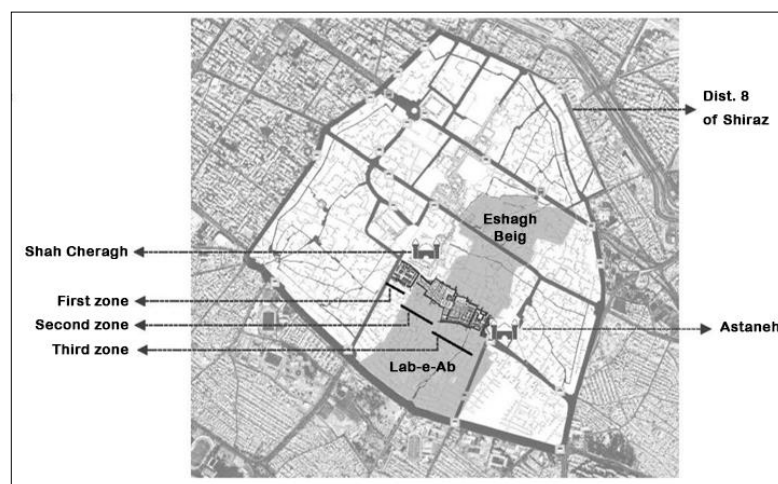 Dist. 8
of Shiraz
Eshagh
Beig
Shah Cheragh
First zone
Second zone
Astaneh
Third zone
Lab-e-Ab